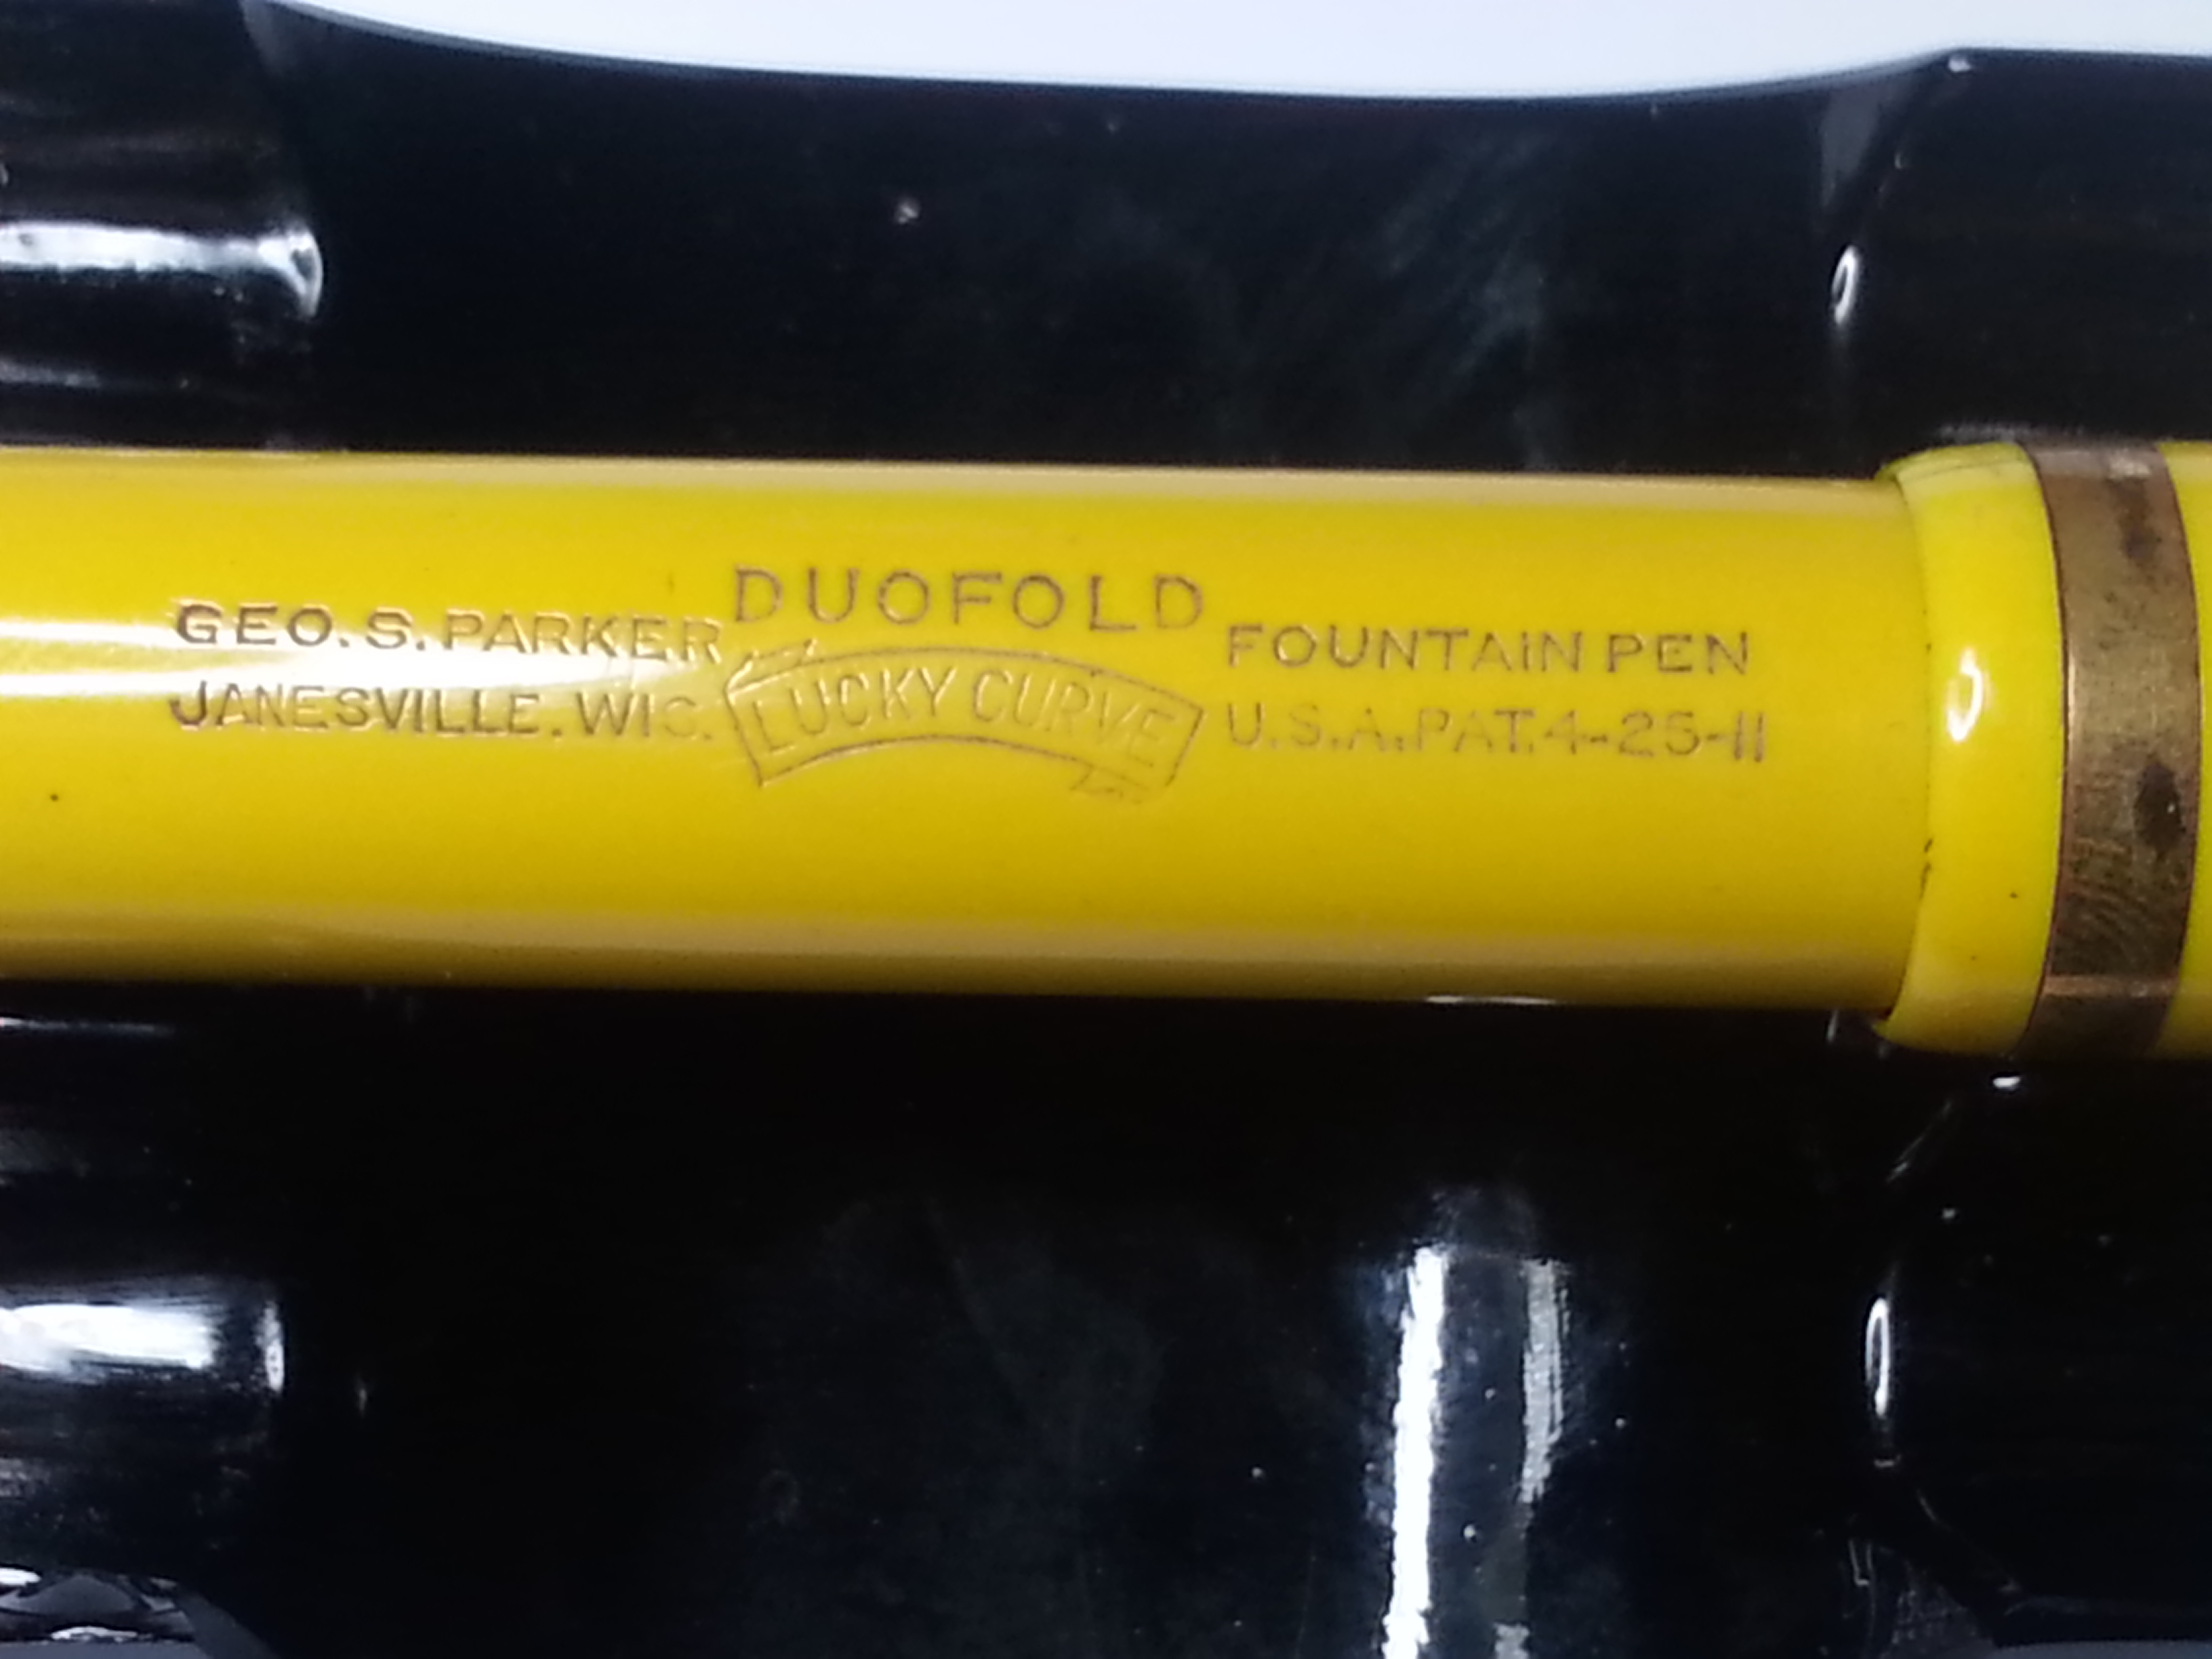 GEO. S. PARKER DUOFOLD FOUNTAIN PEN
JANESVILLE. WIS. LUCKY CURVE U.S.A. PAT. 4-25-11